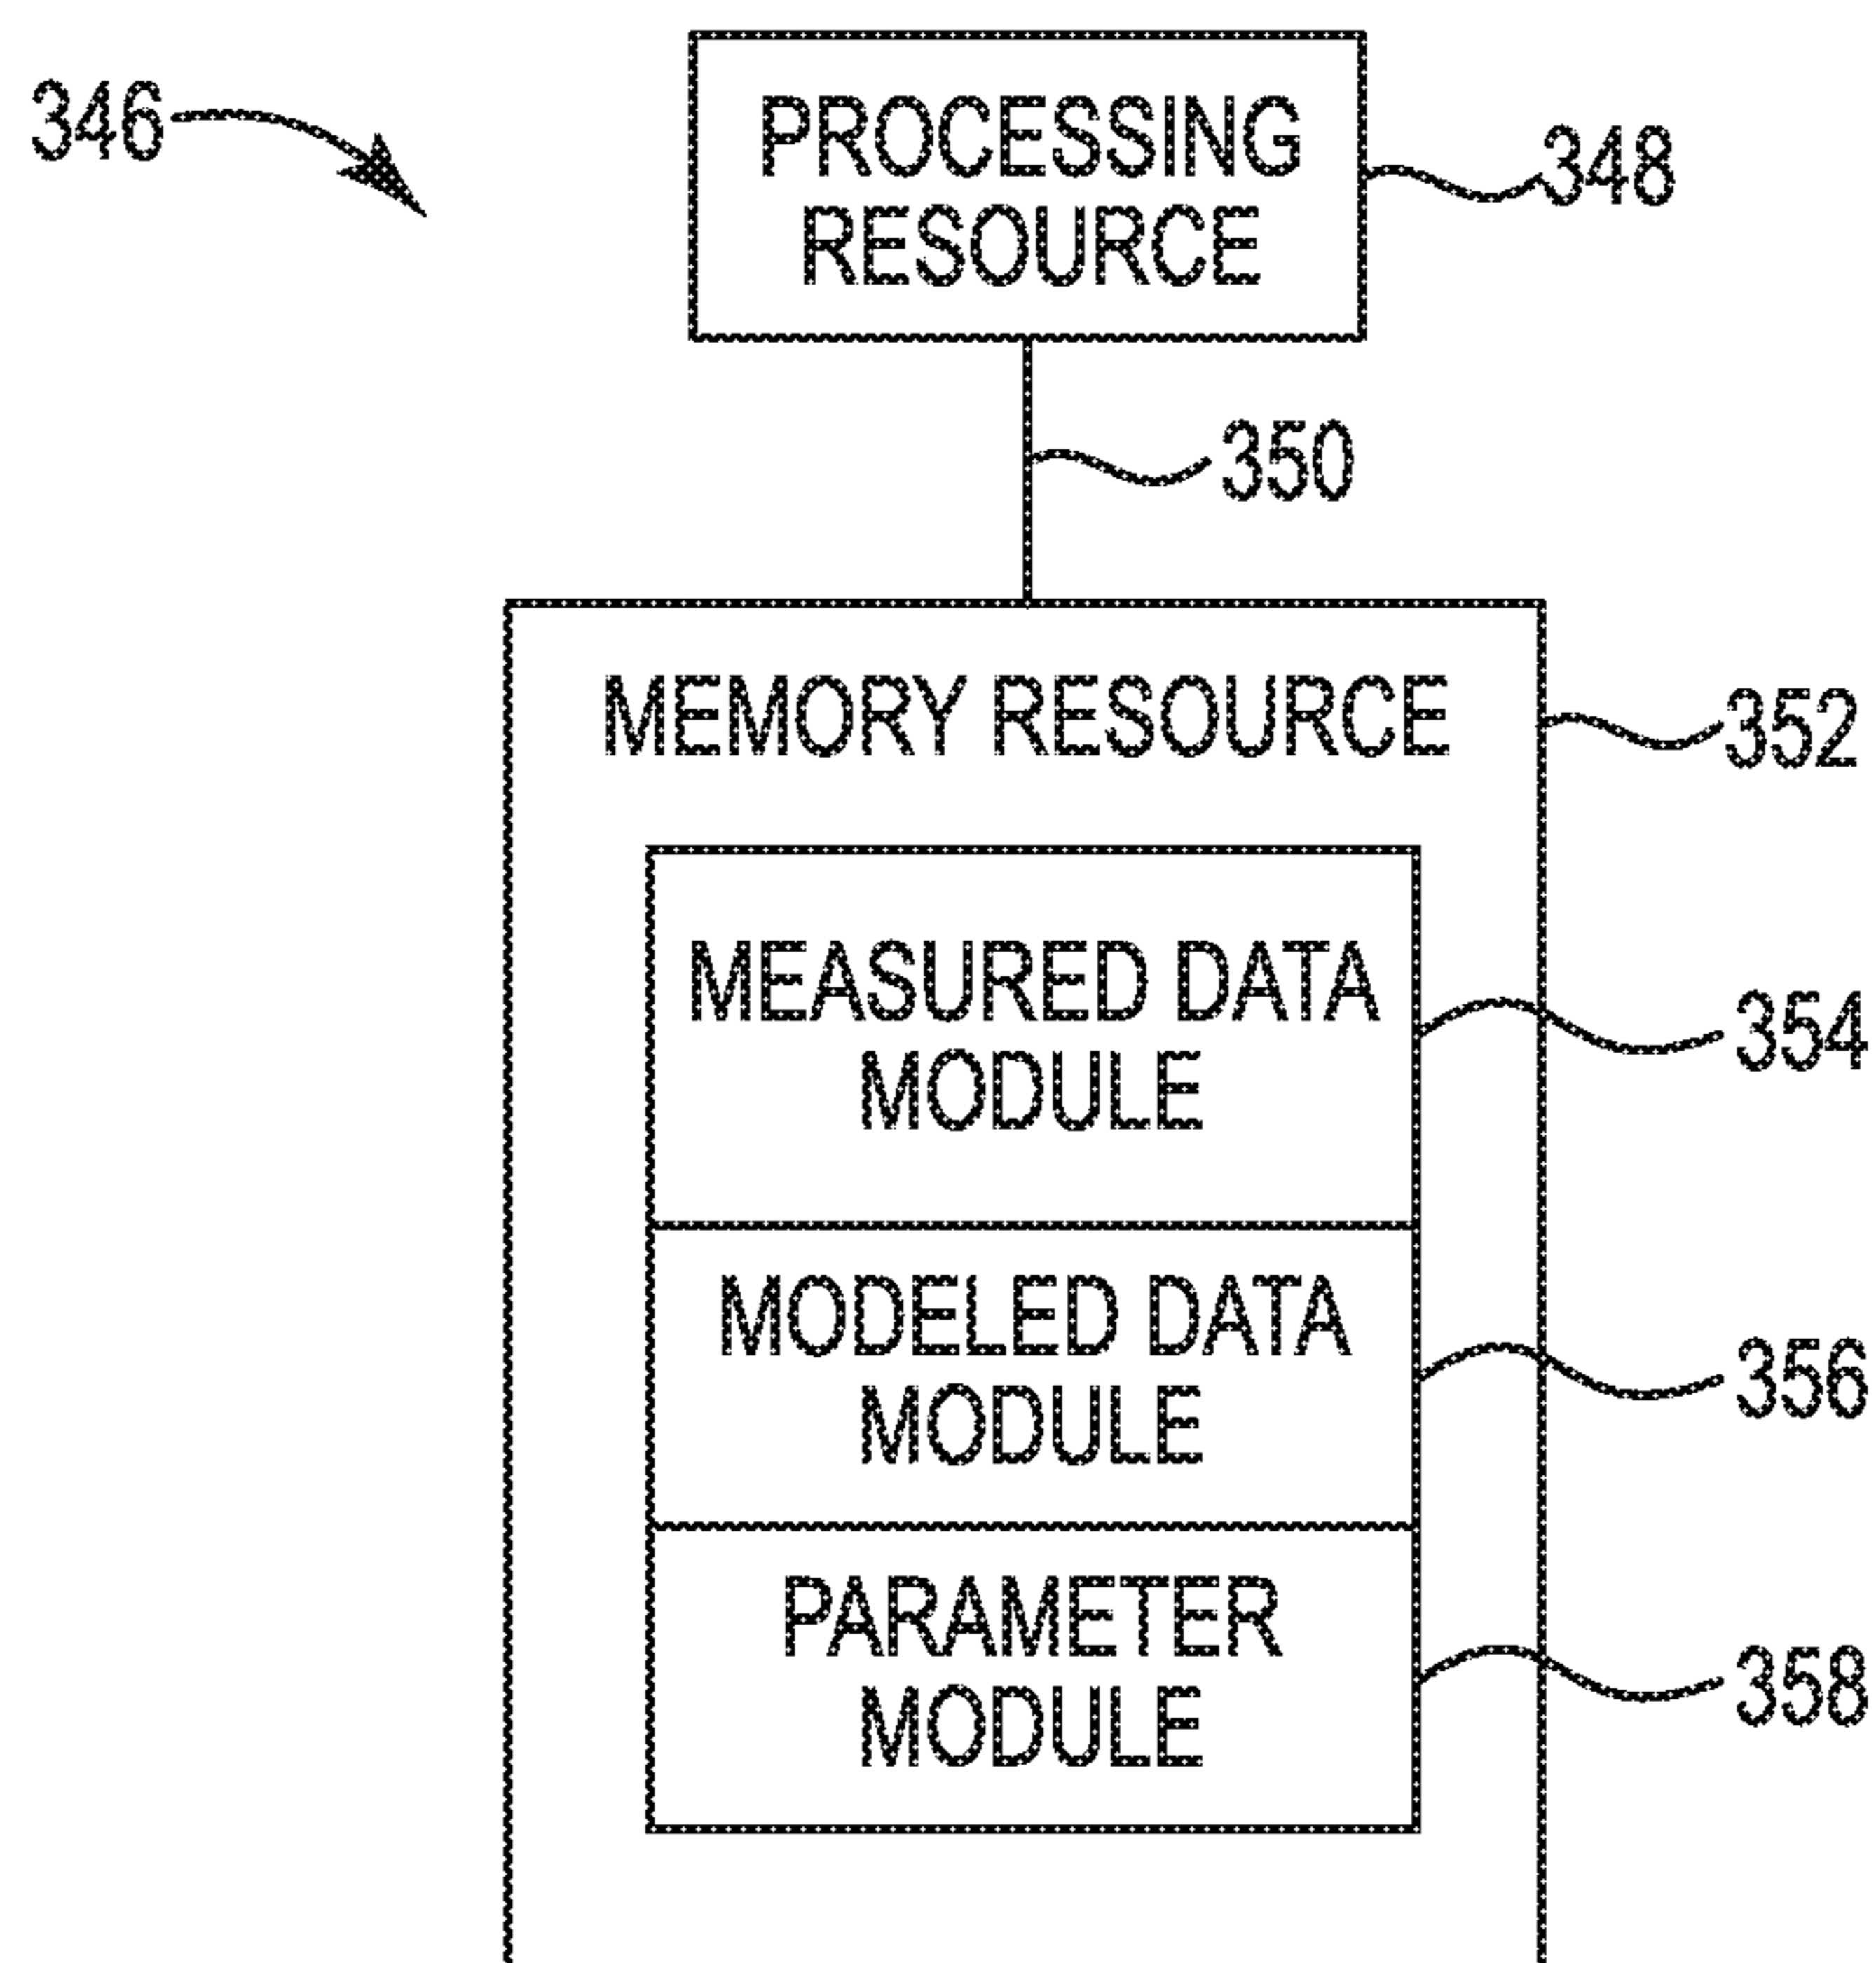 346
PROCESSING
RESOURCE
348
350
MEMORY RESOURCE
352
MEASURED DATA
MODULE
354
MODELED DATA
MODULE
356
PARAMETER
MODULE
358